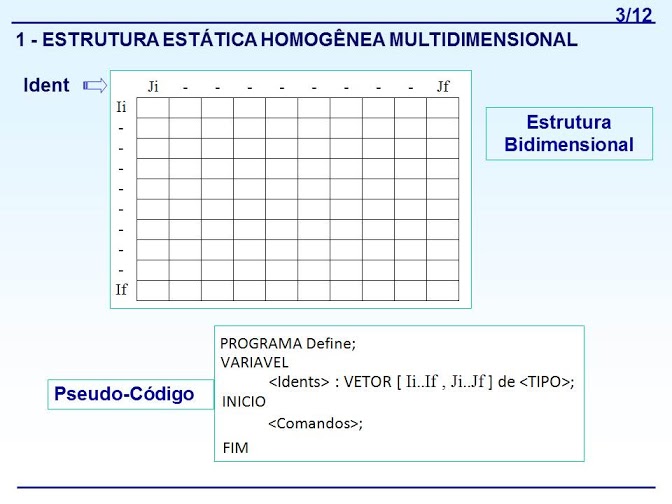 3/12
1 - ESTRUTURA ESTÁTICA HOMOGÊNEA MULTIDIMENSIONAL
Ident
Ji - - - - - - - - Jf
Ii
-
-
-
-
-
-
-
-
If
Estrutura
Bidimensional
Pseudo-Código
PROGRAMA Define;
VARIAVEL
<Idents> : VETOR [ Ii..If , Ji..Jf ] de <TIPO>;
INICIO
<Comandos>;
FIM